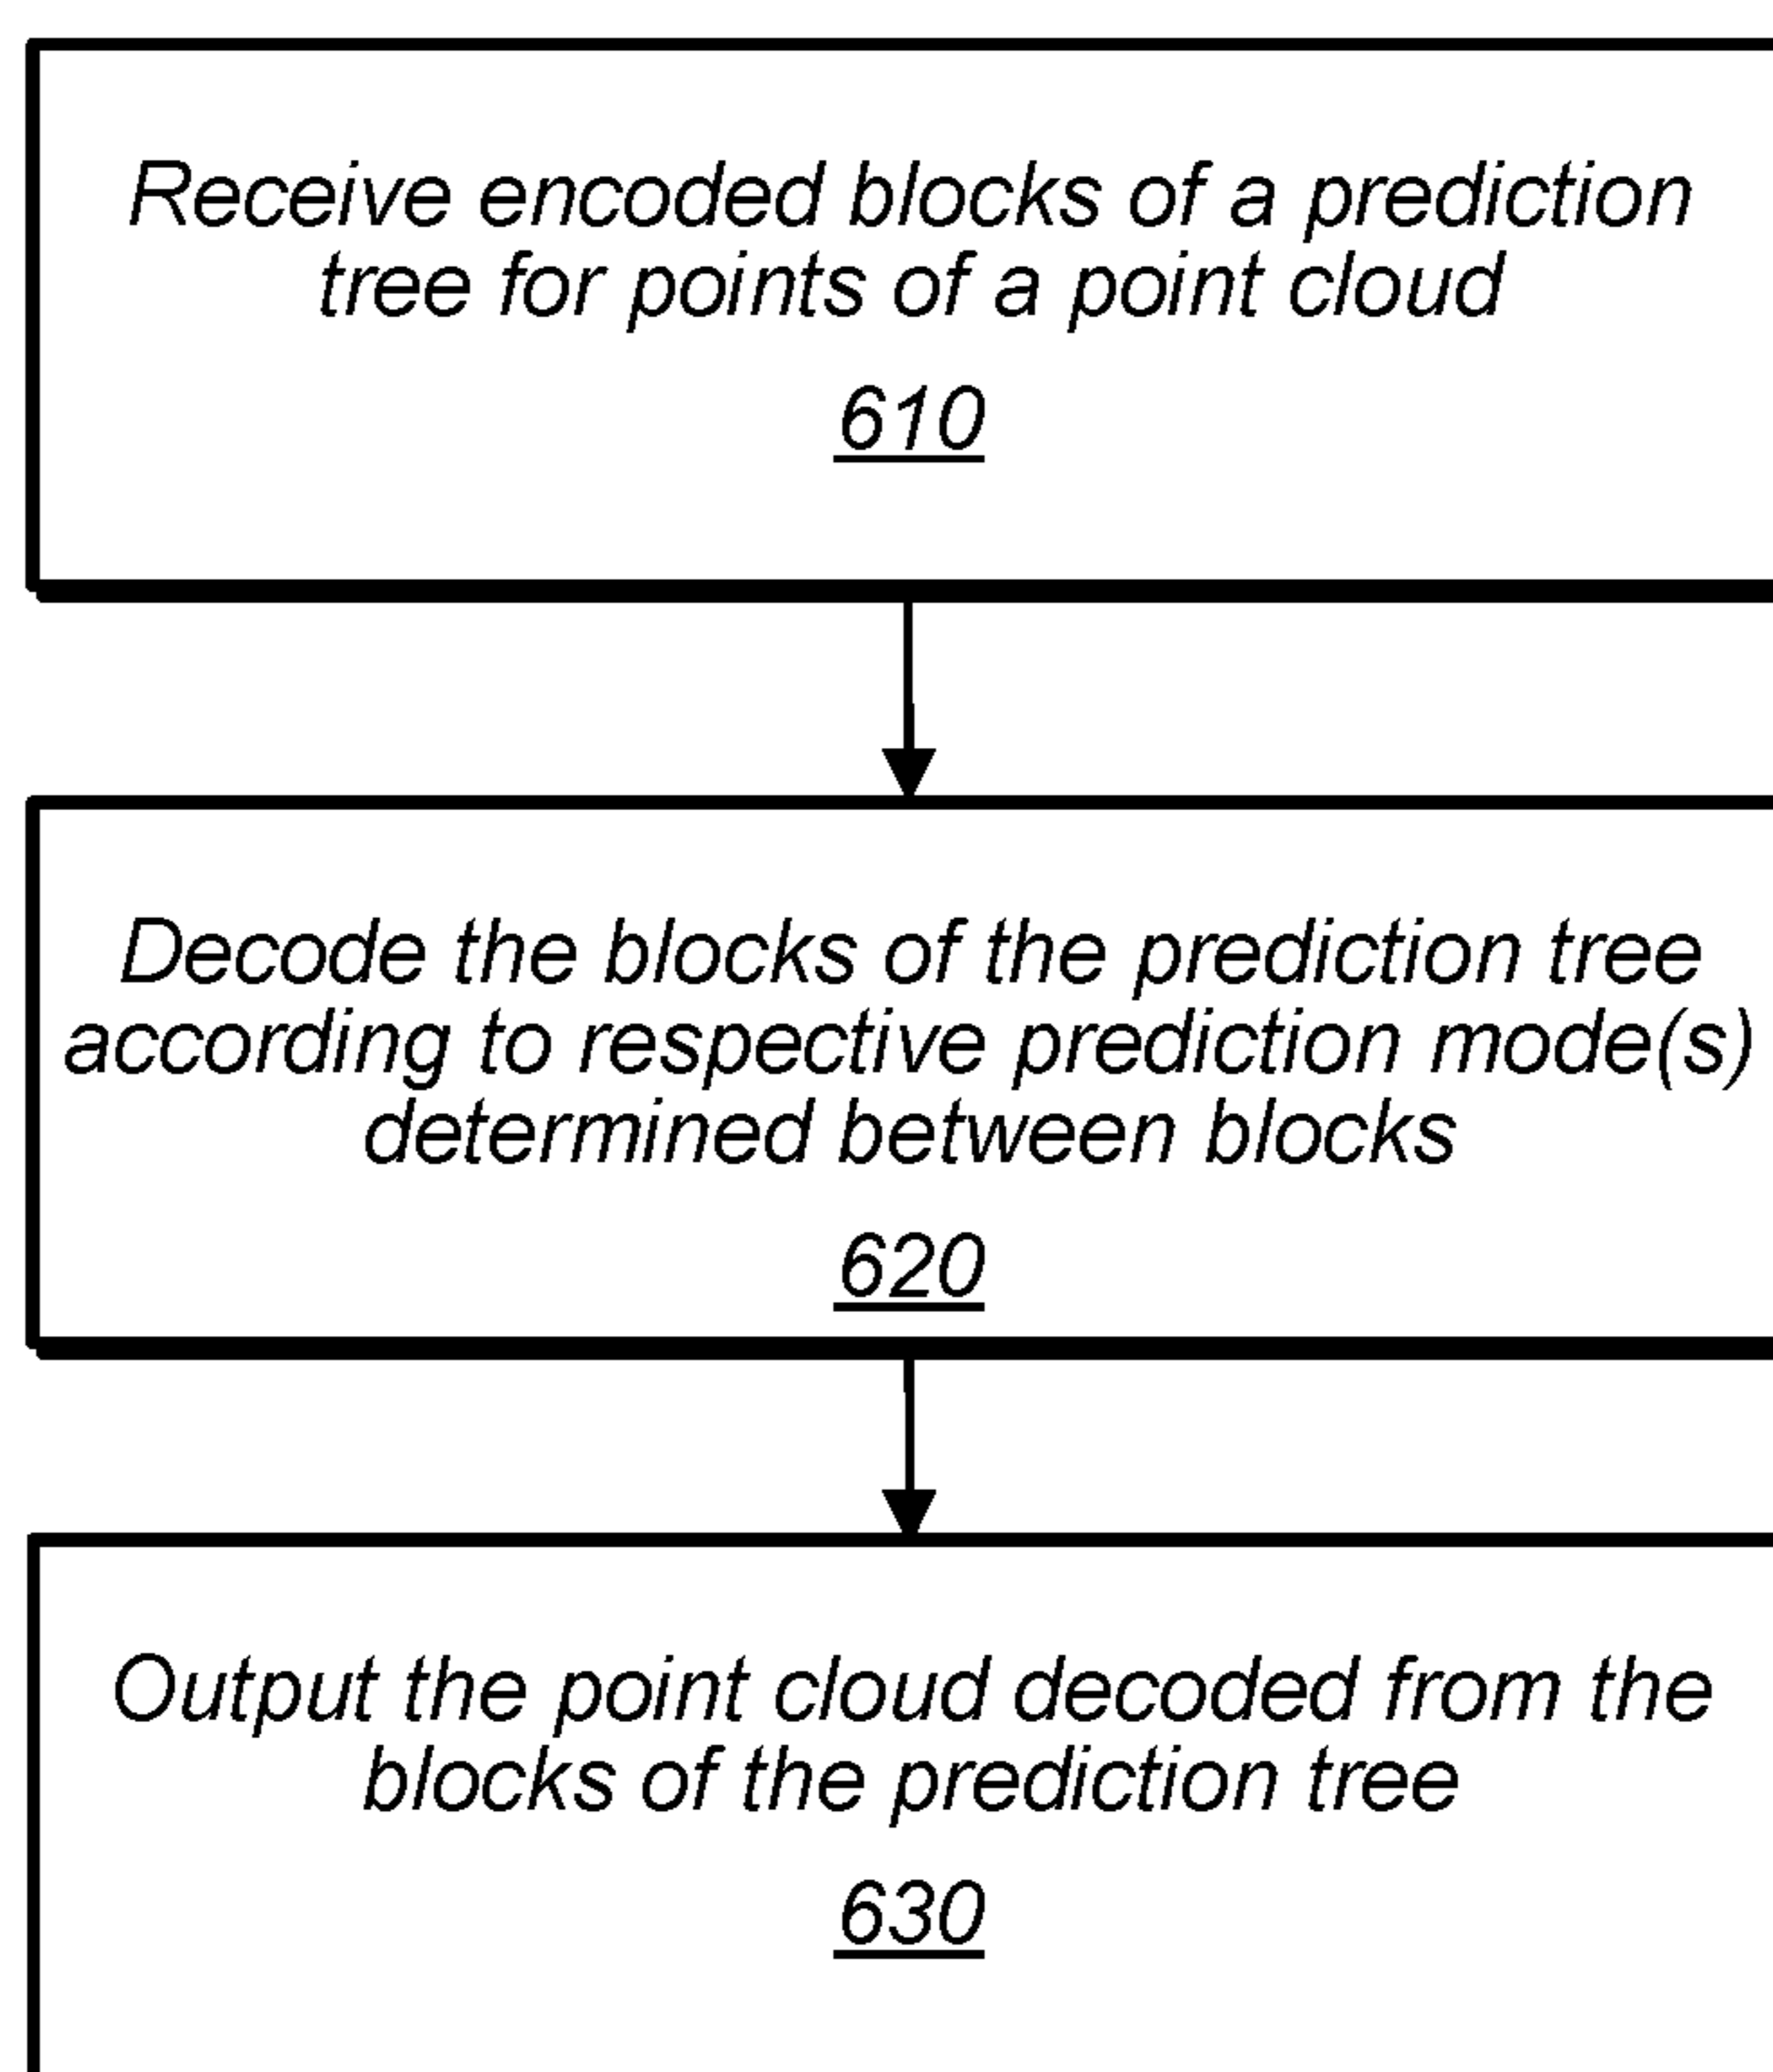 Receive encoded blocks of a prediction
tree for points of a point cloud
610
Decode the blocks of the prediction tree
according to respective prediction mode(s)
determined between blocks
620
Output the point cloud decoded from the
blocks of the prediction tree
630